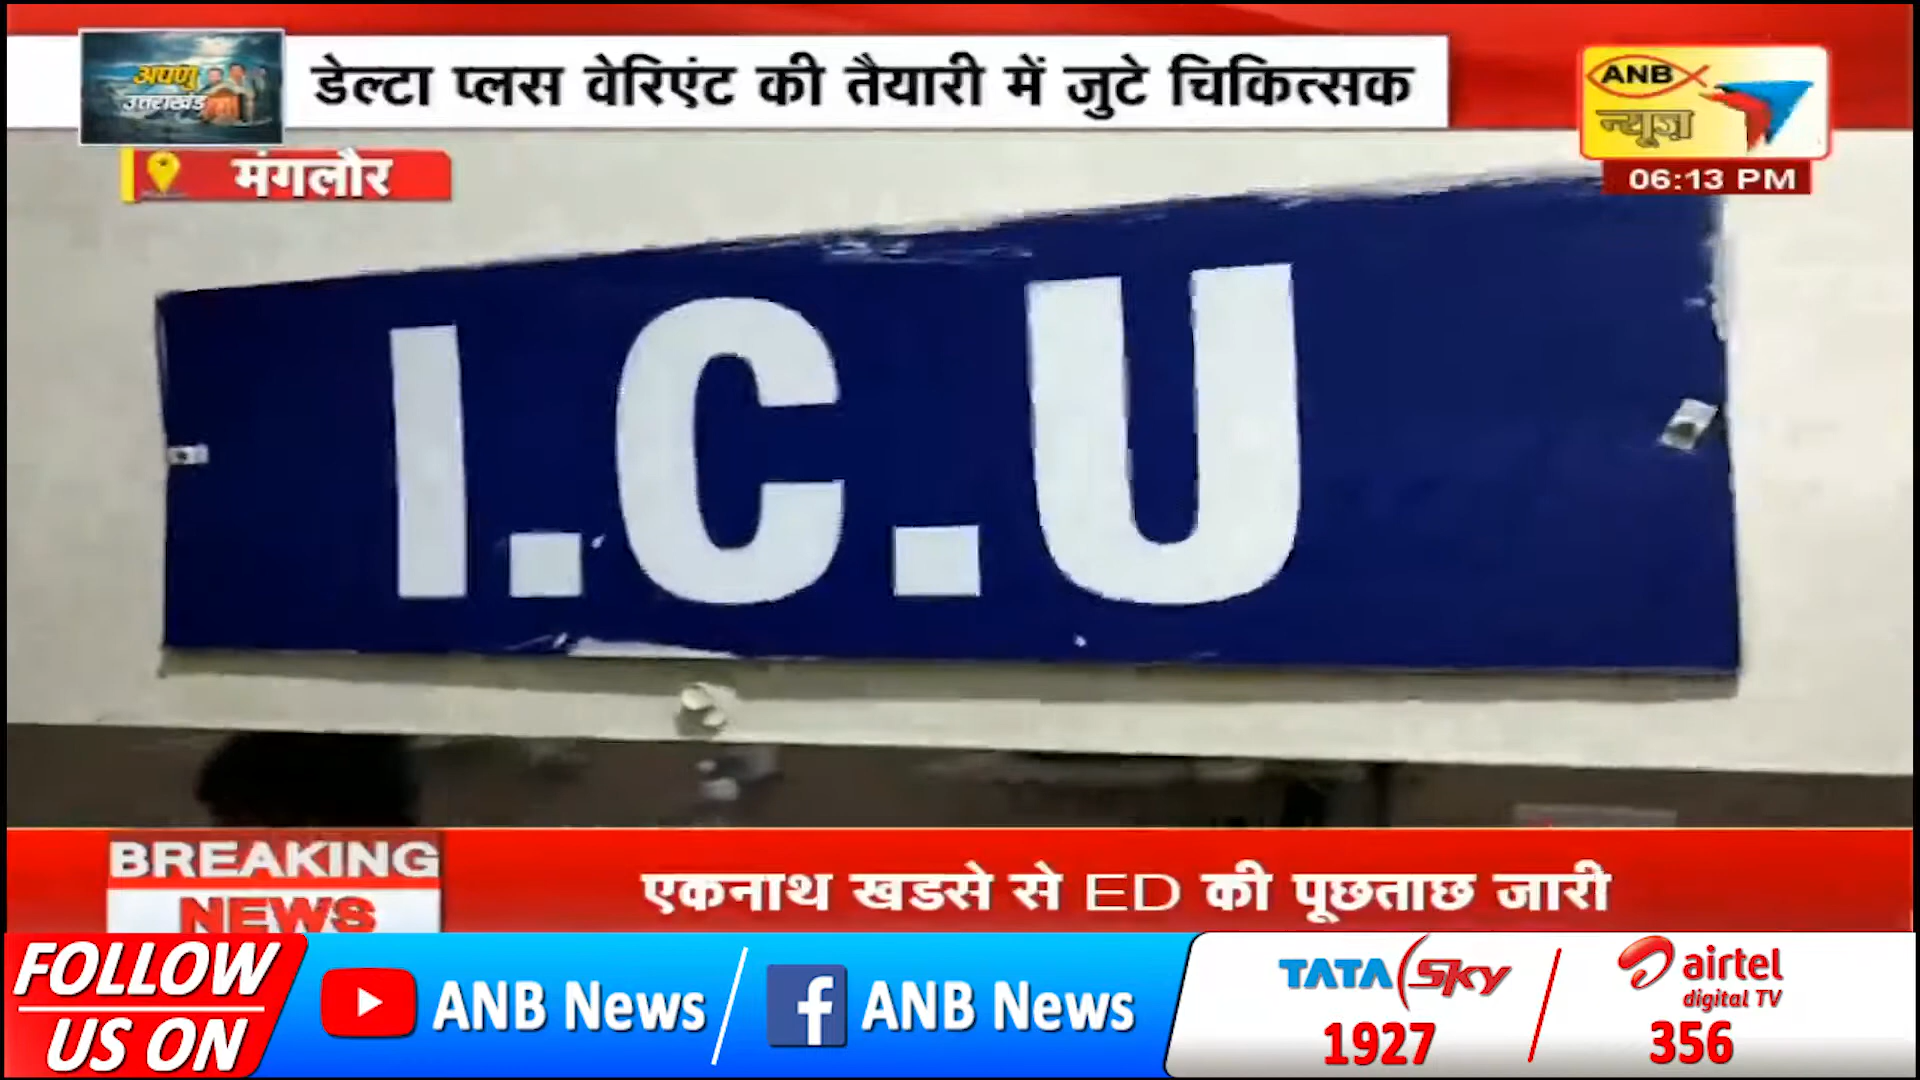 डेल्टा प्लस वेरिएंट की तैयारी में जुटे चिकित्सक
अपणु
उत्तराखंड
ANB
न्यूज़
06:13 PM
मंगलौर
I.C.U
BREAKING
NEWS
एकनाथ खडसे से ED की पूछताछ जारी
FOLLOW
US ON
ANB News
ANB News
TATA Sky
1927
airtel
digital TV
356